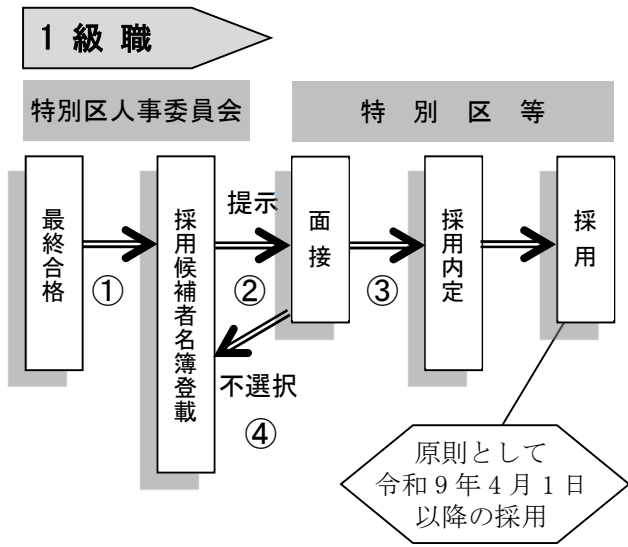 1 級 職
特別区人事委員会
特 別 区 等
最終合格
①
採用候補者名簿登載
提示
②
面接
③
採用内定
採用
不選択
④
原則として
令和９年４月１日
以降の採用